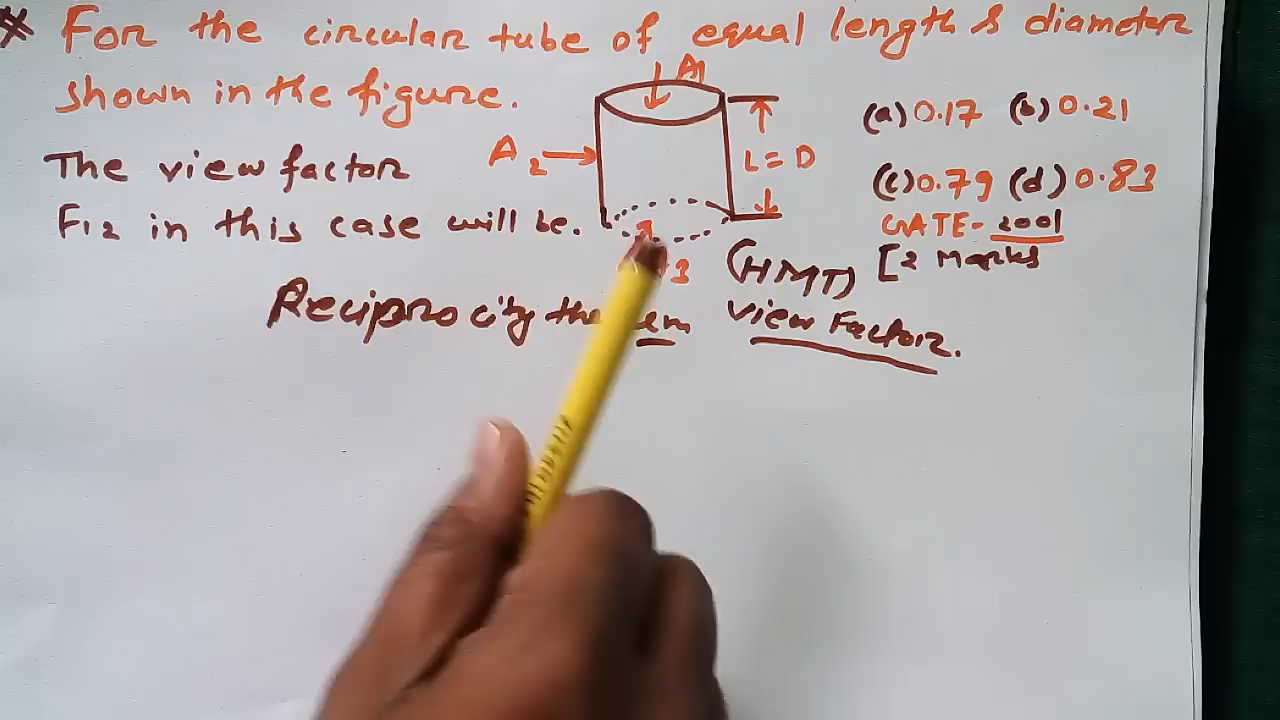 * For the circular tube of equal length & diameter
shown in the figure.
A1
(a) 0.17 (b) 0.21
The view factor
A2
L = D
(c) 0.79 (d) 0.83
F12 in this case will be.
GATE- 2001
3
(HMT)
[2 Marks
Reciprocity
View Factor.